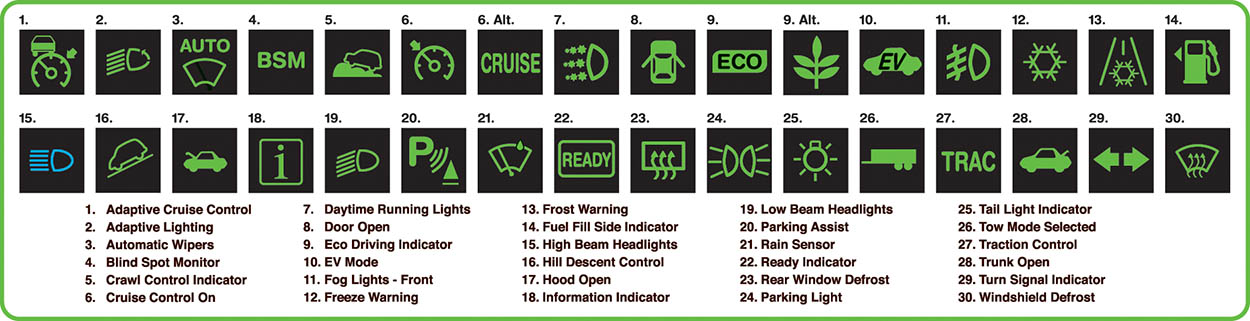 1. 2. 3. 4. 5. 6. 6. Alt. 7. 8. 9. 9. Alt. 10. 11. 12. 13. 14.
AUTO BSM CRUISE ECO EV
15. 16. 17. 18. 19. 20. 21. 22. 23. 24. 25. 26. 27. 28. 29. 30.
i P READY TRAC
1. Adaptive Cruise Control
2. Adaptive Lighting
3. Automatic Wipers
4. Blind Spot Monitor
5. Crawl Control Indicator
6. Cruise Control On
7. Daytime Running Lights
8. Door Open
9. Eco Driving Indicator
10. EV Mode
11. Fog Lights - Front
12. Freeze Warning
13. Frost Warning
14. Fuel Fill Side Indicator
15. High Beam Headlights
16. Hill Descent Control
17. Hood Open
18. Information Indicator
19. Low Beam Headlights
20. Parking Assist
21. Rain Sensor
22. Ready Indicator
23. Rear Window Defrost
24. Parking Light
25. Tail Light Indicator
26. Tow Mode Selected
27. Traction Control
28. Trunk Open
29. Turn Signal Indicator
30. Windshield Defrost